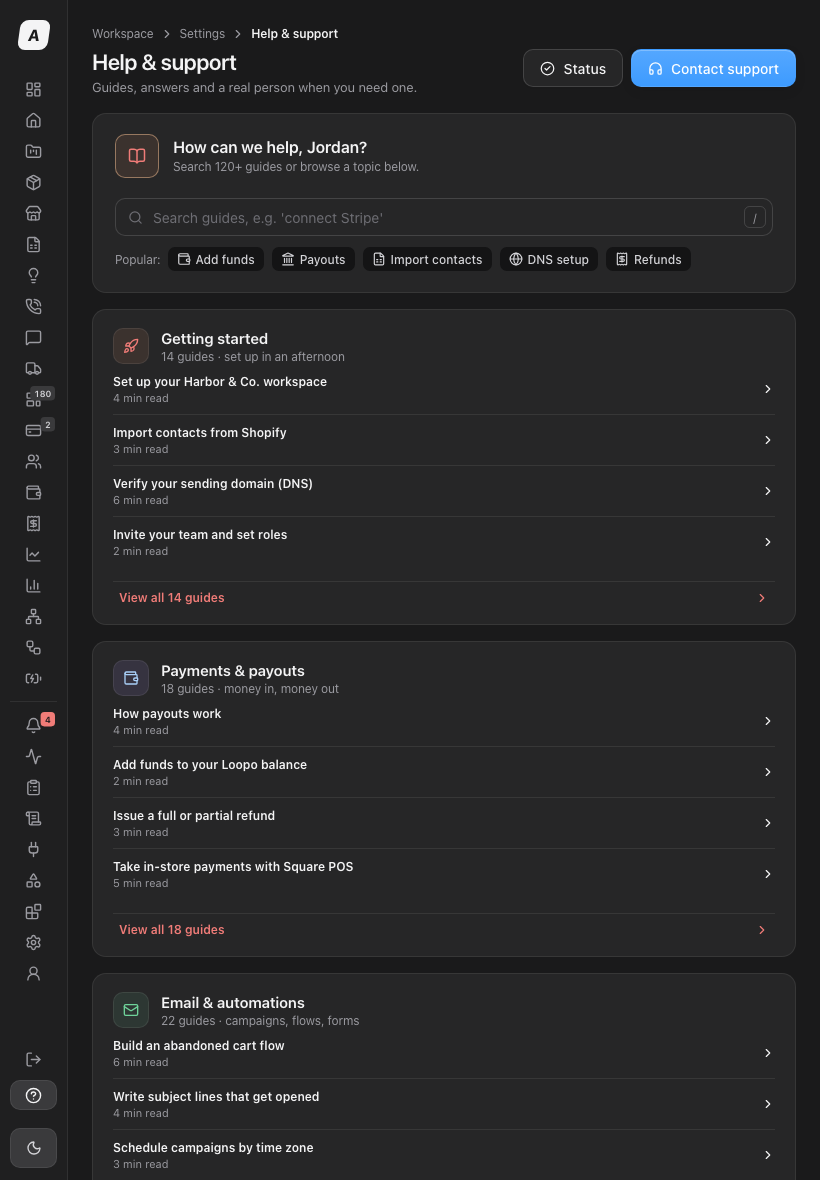 A
Workspace > Settings > Help & support
Help & support
Guides, answers and a real person when you need one.
Status
Contact support
How can we help, Jordan?
Search 120+ guides or browse a topic below.
Search guides, e.g. 'connect Stripe'
/
Popular: Add funds Payouts Import contacts DNS setup Refunds
Getting started
14 guides · set up in an afternoon
Set up your Harbor & Co. workspace
4 min read
Import contacts from Shopify
3 min read
Verify your sending domain (DNS)
6 min read
Invite your team and set roles
2 min read
View all 14 guides
Payments & payouts
18 guides · money in, money out
How payouts work
4 min read
Add funds to your Loopo balance
2 min read
Issue a full or partial refund
3 min read
Take in-store payments with Square POS
5 min read
View all 18 guides
Email & automations
22 guides · campaigns, flows, forms
Build an abandoned cart flow
6 min read
Write subject lines that get opened
4 min read
Schedule campaigns by time zone
3 min read
180
2
4